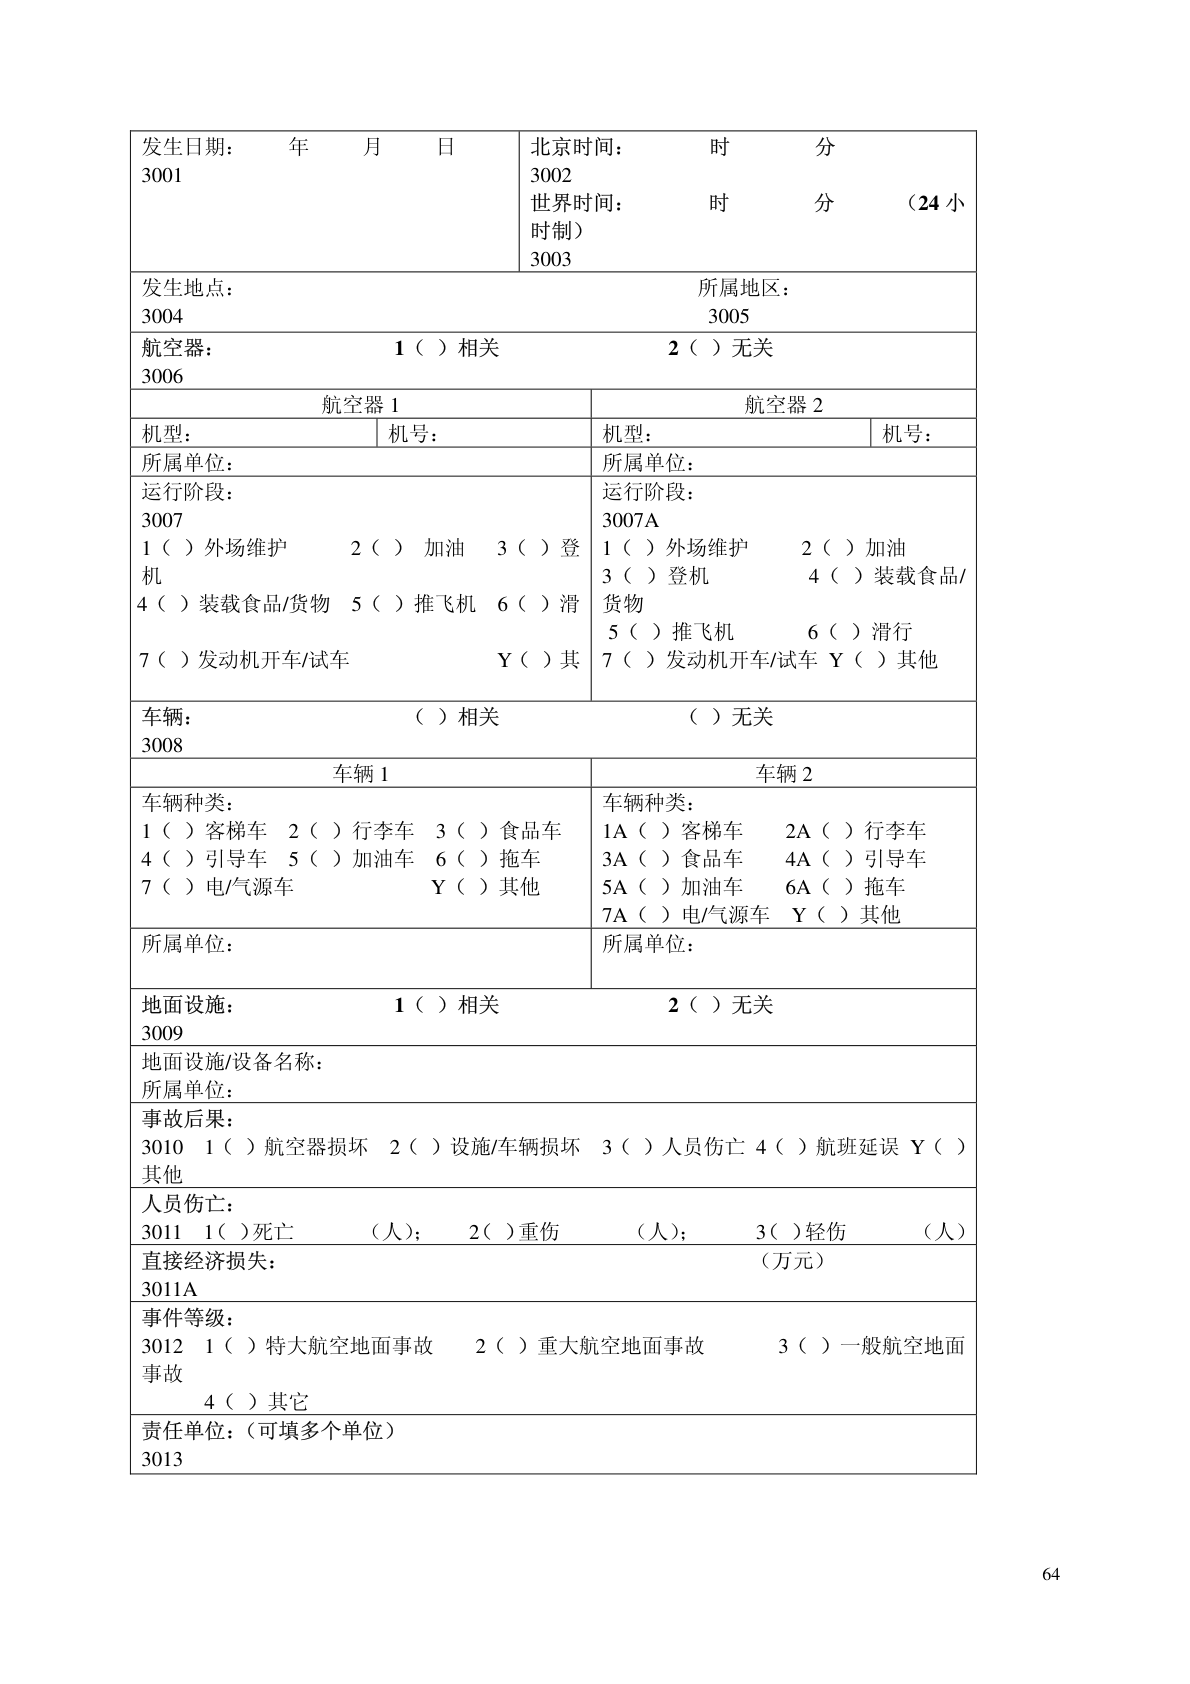 发生日期： 年 月 日
3001
北京时间： 时 分
3002
世界时间： 时 分 （24 小
时制）
3003
发生地点： 所属地区：
3004 3005
航空器： 1（ ）相关 2（ ）无关
3006
航空器 1 航空器 2
机型： 机号： 机型： 机号：
所属单位： 所属单位：
运行阶段：
3007
1（ ）外场维护 2（ ） 加油 3（ ）登
机
4（ ）装载食品/货物 5（ ）推飞机 6（ ）滑
7（ ）发动机开车/试车 Y（ ）其
运行阶段：
3007A
1（ ）外场维护 2（ ）加油
3（ ）登机 4（ ）装载食品/
货物
5（ ）推飞机 6（ ）滑行
7（ ）发动机开车/试车 Y（ ）其他
车辆： （ ）相关 （ ）无关
3008
车辆 1 车辆 2
车辆种类：
1（ ）客梯车 2（ ）行李车 3（ ）食品车
4（ ）引导车 5（ ）加油车 6（ ）拖车
7（ ）电/气源车 Y（ ）其他
车辆种类：
1A（ ）客梯车 2A（ ）行李车
3A（ ）食品车 4A（ ）引导车
5A（ ）加油车 6A（ ）拖车
7A（ ）电/气源车 Y（ ）其他
所属单位： 所属单位：
地面设施： 1（ ）相关 2（ ）无关
3009
地面设施/设备名称：
所属单位：
事故后果：
3010 1（ ）航空器损坏 2（ ）设施/车辆损坏 3（ ）人员伤亡 4（ ）航班延误 Y（ ）
其他
人员伤亡：
3011 1( )死亡 （人）； 2( )重伤 （人）； 3( )轻伤 （人）
直接经济损失： （万元）
3011A
事件等级：
3012 1（ ）特大航空地面事故 2（ ）重大航空地面事故 3（ ）一般航空地面
事故
4（ ）其它
责任单位：（可填多个单位）
3013
64